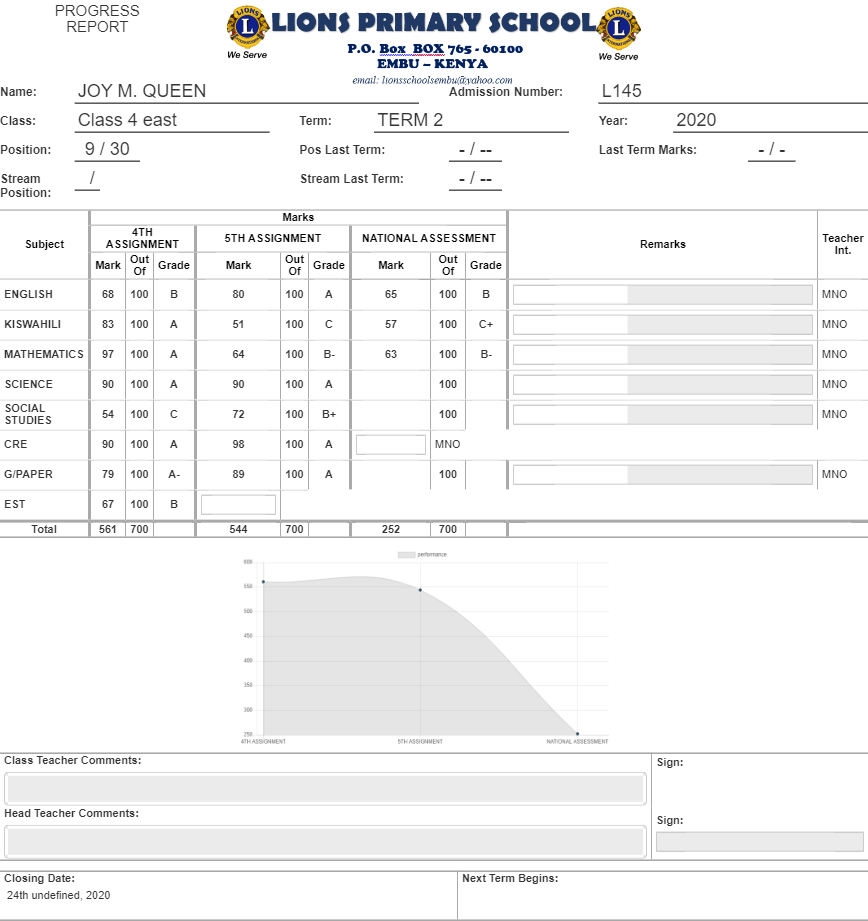 PROGRESS REPORT
LIONS PRIMARY SCHOOL
L LIONS INTERNATIONAL We Serve
L LIONS INTERNATIONAL We Serve
P.O. Box BOX 765 - 60100
EMBU – KENYA
email: lionsschoolsembu@yahoo.com
Name: JOY M. QUEEN Admission Number: L145
Class: Class 4 east Term: TERM 2 Year: 2020
Position: 9 / 30 Pos Last Term: - / -- Last Term Marks: - / -
Stream Position: / Stream Last Term: - / --
Subject Marks Remarks Teacher Int.
4TH ASSIGNMENT 5TH ASSIGNMENT NATIONAL ASSESSMENT
Mark Out Of Grade Mark Out Of Grade Mark Out Of Grade
ENGLISH 68 100 B 80 100 A 65 100 B MNO
KISWAHILI 83 100 A 51 100 C 57 100 C+ MNO
MATHEMATICS 97 100 A 64 100 B- 63 100 B- MNO
SCIENCE 90 100 A 90 100 A 100 MNO
SOCIAL STUDIES 54 100 C 72 100 B+ 100 MNO
CRE 90 100 A 98 100 A MNO
G/PAPER 79 100 A- 89 100 A 100 MNO
EST 67 100 B
Total 561 700 544 700 252 700
performance
600
550
500
450
400
350
300
250
4TH ASSIGNMENT 5TH ASSIGNMENT NATIONAL ASSESSMENT
Class Teacher Comments: Sign:
Head Teacher Comments: Sign:
Closing Date: Next Term Begins:
24th undefined, 2020